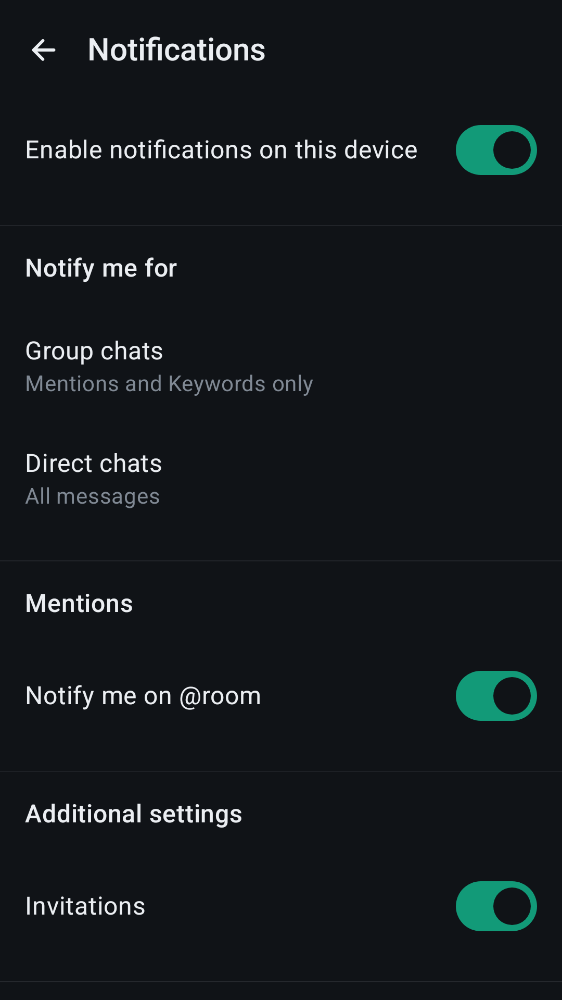 Notifications
Enable notifications on this device
Notify me for
Group chats
Mentions and Keywords only
Direct chats
All messages
Mentions
Notify me on @room
Additional settings
Invitations